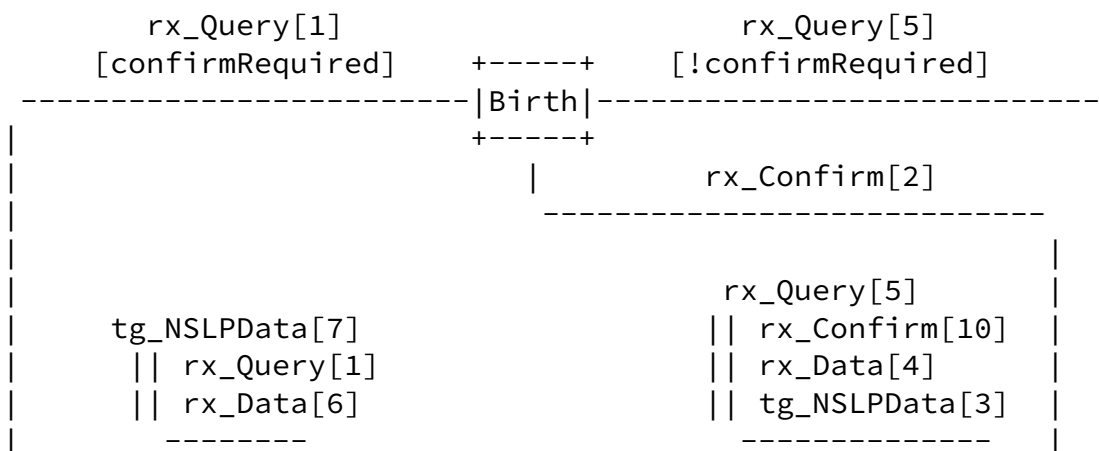 rx_Query[1] rx_Query[5]
[confirmRequired] +-----+ [!confirmRequired]
-------------------------|Birth|----------------------------
| +-----+
| | rx_Confirm[2]
| ----------------------------
| |
| rx_Query[5] |
| tg_NSLPData[7] || rx_Confirm[10] |
| || rx_Query[1] || rx_Data[4] |
| || rx_Data[6] || tg_NSLPData[3] |
| -------- -------------- |